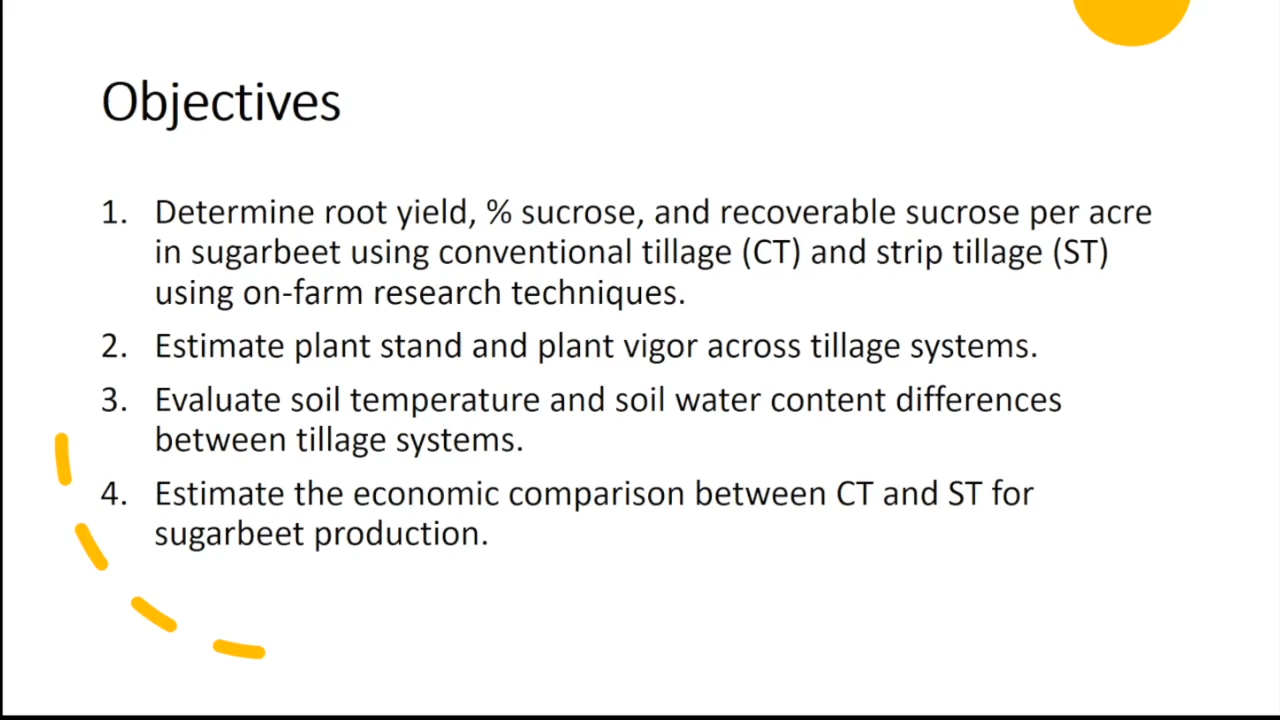 Objectives
1. Determine root yield, % sucrose, and recoverable sucrose per acre
in sugarbeet using conventional tillage (CT) and strip tillage (ST)
using on-farm research techniques.
2. Estimate plant stand and plant vigor across tillage systems.
3. Evaluate soil temperature and soil water content differences
between tillage systems.
4. Estimate the economic comparison between CT and ST for
sugarbeet production.